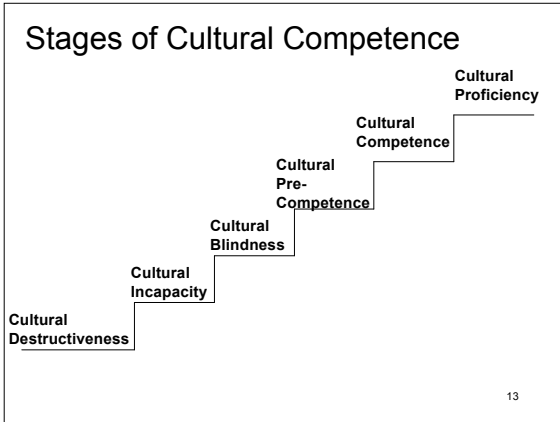 Stages of Cultural Competence
Cultural
Proficiency
Cultural
Competence
Cultural
Pre-
Competence
Cultural
Blindness
Cultural
Incapacity
Cultural
Destructiveness
13